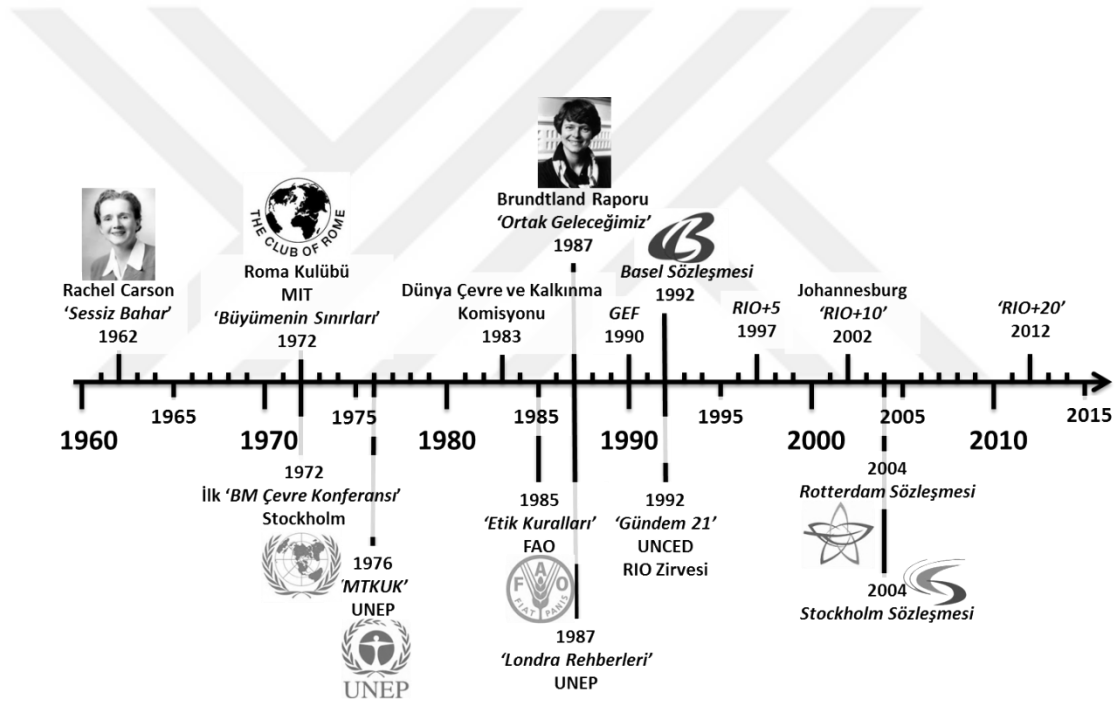 Rachel Carson
‘Sessiz Bahar’
1962
THE CLUB OF ROME
Roma Kulübü
MIT
‘Büyümenin Sınırları’
1972
Dünya Çevre ve Kalkınma
Komisyonu
1983
Brundtland Raporu
‘Ortak Geleceğimiz’
1987
GEF
1990
Basel Sözleşmesi
1992
RIO+5
1997
Johannesburg
‘RIO+10’
2002
‘RIO+20’
2012
1960
1965
1970
1975
1980
1985
1990
1995
2000
2005
2010
2015
1972
İlk ‘BM Çevre Konferansı’
Stockholm
1976
‘MTKUK’
UNEP
UNEP
1985
‘Etik Kuralları’
FAO
F A O
FIAT PANIS
1987
‘Londra Rehberleri’
UNEP
1992
‘Gündem 21’
UNCED
RIO Zirvesi
2004
Rotterdam Sözleşmesi
2004
Stockholm Sözleşmesi